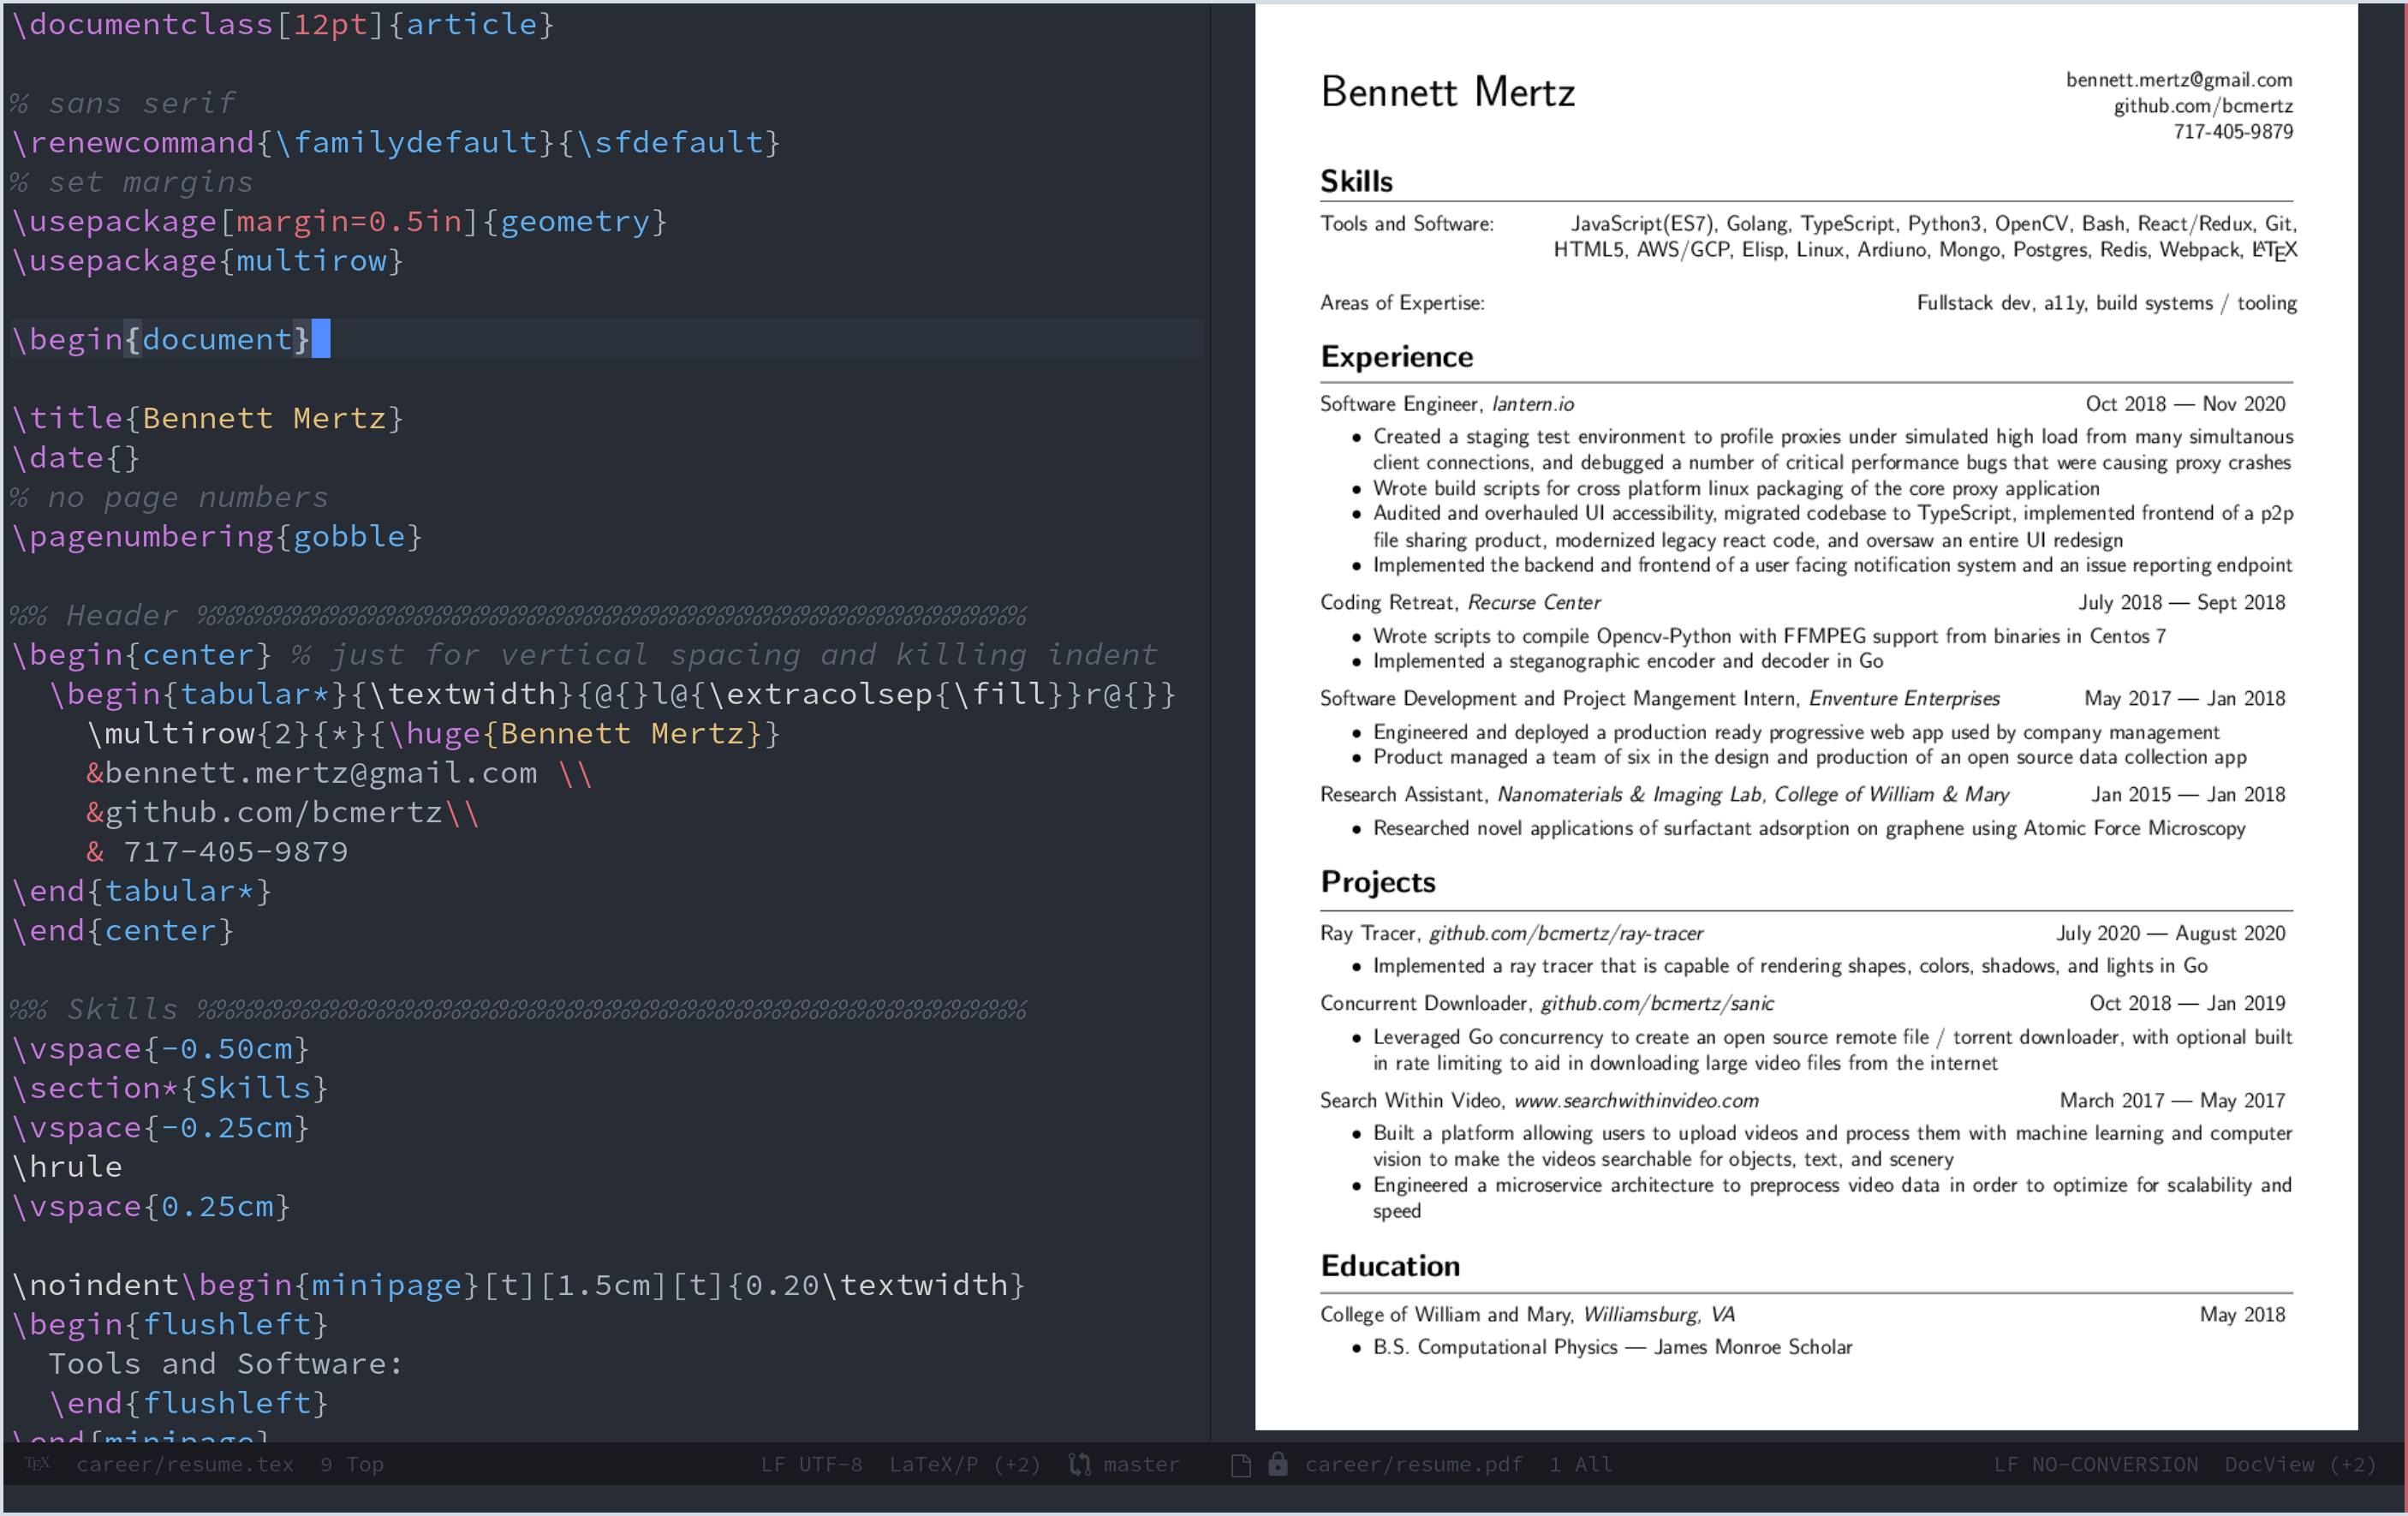 \documentclass[12pt]{article}
% sans serif
\renewcommand{\familydefault}{\sfdefault}
% set margins
\usepackage[margin=0.5in]{geometry}
\usepackage{multirow}
\begin{document}
\title{Bennett Mertz}
\date{}
% no page numbers
\pagenumbering{gobble}
%% Header %%%%%%%%%%%%%%%%%%%%%%%%%%%%%%%%%%%%%%%%%%%%
\begin{center} % just for vertical spacing and killing indent
\begin{tabular*}{\textwidth}{@{}l@{\extracolsep{\fill}}r@{}}
\multirow{2}{*}{\huge{Bennett Mertz}}
&bennett.mertz@gmail.com \\
&github.com/bcmertz\\
& 717-405-9879
\end{tabular*}
\end{center}
%% Skills %%%%%%%%%%%%%%%%%%%%%%%%%%%%%%%%%%%%%%%%%%%%
\vspace{-0.50cm}
\section*{Skills}
\vspace{-0.25cm}
\hrule
\vspace{0.25cm}
\noindent\begin{minipage}[t][1.5cm][t]{0.20\textwidth}
\begin{flushleft}
Tools and Software:
\end{flushleft}
\end{minipage}
TEX career/resume.tex 9 Top LF UTF-8 LaTeX/P (+2) master
Bennett Mertz
bennett.mertz@gmail.com
github.com/bcmertz
717-405-9879
Skills
Tools and Software: JavaScript(ES7), Golang, TypeScript, Python3, OpenCV, Bash, React/Redux, Git,
HTML5, AWS/GCP, Elisp, Linux, Ardiuno, Mongo, Postgres, Redis, Webpack, LATEX
Areas of Expertise: Fullstack dev, a11y, build systems / tooling
Experience
Software Engineer, lantern.io Oct 2018 — Nov 2020
• Created a staging test environment to profile proxies under simulated high load from many simultanous
client connections, and debugged a number of critical performance bugs that were causing proxy crashes
• Wrote build scripts for cross platform linux packaging of the core proxy application
• Audited and overhauled UI accessibility, migrated codebase to TypeScript, implemented frontend of a p2p
file sharing product, modernized legacy react code, and oversaw an entire UI redesign
• Implemented the backend and frontend of a user facing notification system and an issue reporting endpoint
Coding Retreat, Recurse Center July 2018 — Sept 2018
• Wrote scripts to compile Opencv-Python with FFMPEG support from binaries in Centos 7
• Implemented a steganographic encoder and decoder in Go
Software Development and Project Mangement Intern, Enventure Enterprises May 2017 — Jan 2018
• Engineered and deployed a production ready progressive web app used by company management
• Product managed a team of six in the design and production of an open source data collection app
Research Assistant, Nanomaterials & Imaging Lab, College of William & Mary Jan 2015 — Jan 2018
• Researched novel applications of surfactant adsorption on graphene using Atomic Force Microscopy
Projects
Ray Tracer, github.com/bcmertz/ray-tracer July 2020 — August 2020
• Implemented a ray tracer that is capable of rendering shapes, colors, shadows, and lights in Go
Concurrent Downloader, github.com/bcmertz/sanic Oct 2018 — Jan 2019
• Leveraged Go concurrency to create an open source remote file / torrent downloader, with optional built
in rate limiting to aid in downloading large video files from the internet
Search Within Video, www.searchwithinvideo.com March 2017 — May 2017
• Built a platform allowing users to upload videos and process them with machine learning and computer
vision to make the videos searchable for objects, text, and scenery
• Engineered a microservice architecture to preprocess video data in order to optimize for scalability and
speed
Education
College of William and Mary, Williamsburg, VA May 2018
• B.S. Computational Physics — James Monroe Scholar
career/resume.pdf 1 All LF NO-CONVERSION DocView (+2)